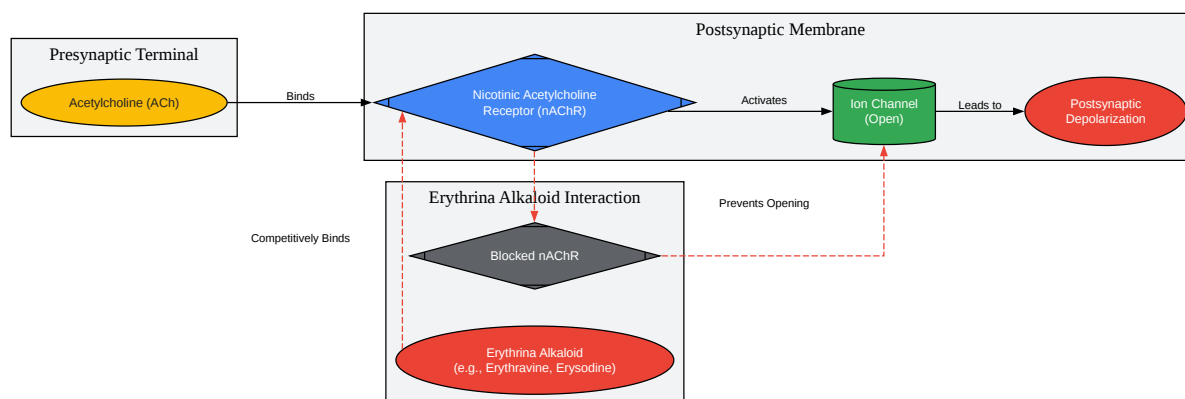 Postsynaptic Membrane
Presynaptic Terminal
Acetylcholine (ACh)
Binds
Nicotinic Acetylcholine
Receptor (nAChR)
Activates
Ion Channel
(Open)
Leads to
Postsynaptic
Depolarization
Erythrina Alkaloid Interaction
Prevents Opening
Competitively Binds
Blocked nAChR
Erythrina Alkaloid
(e.g., Erythravine, Erysodine)